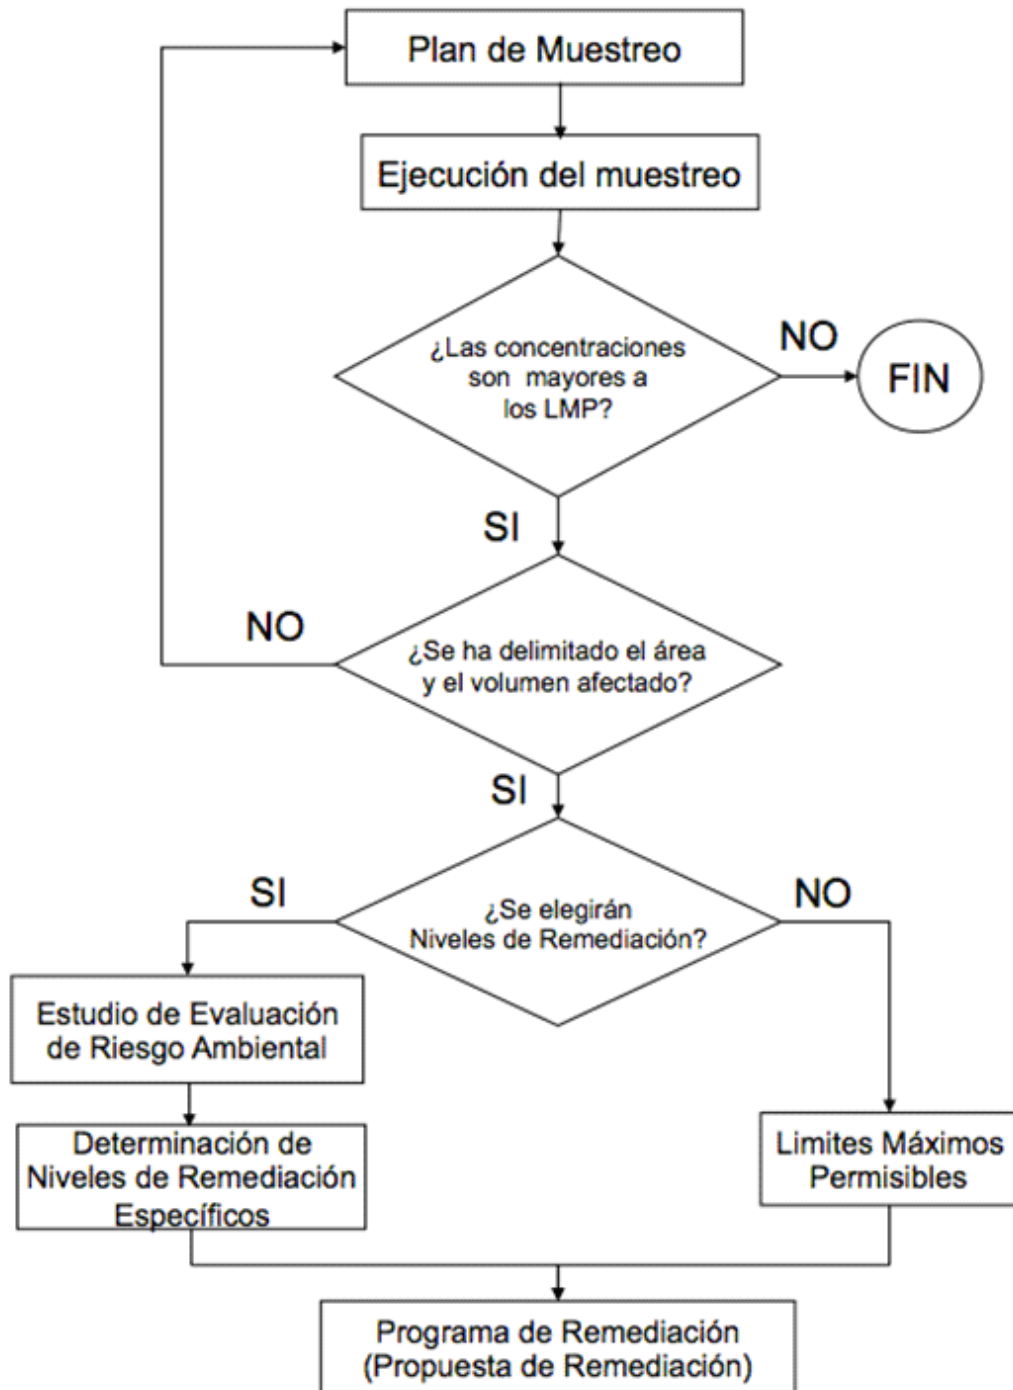 Plan de Muestreo
Ejecución del muestreo
¿Las concentraciones
son mayores a
los LMP?
NO
FIN
SI
¿Se ha delimitado el área
y el volumen afectado?
NO
SI
¿Se elegirán
Niveles de Remediación?
SI
NO
Estudio de Evaluación
de Riesgo Ambiental
Determinación de
Niveles de Remediación
Específicos
Limites Máximos
Permisibles
Programa de Remediación
(Propuesta de Remediación)